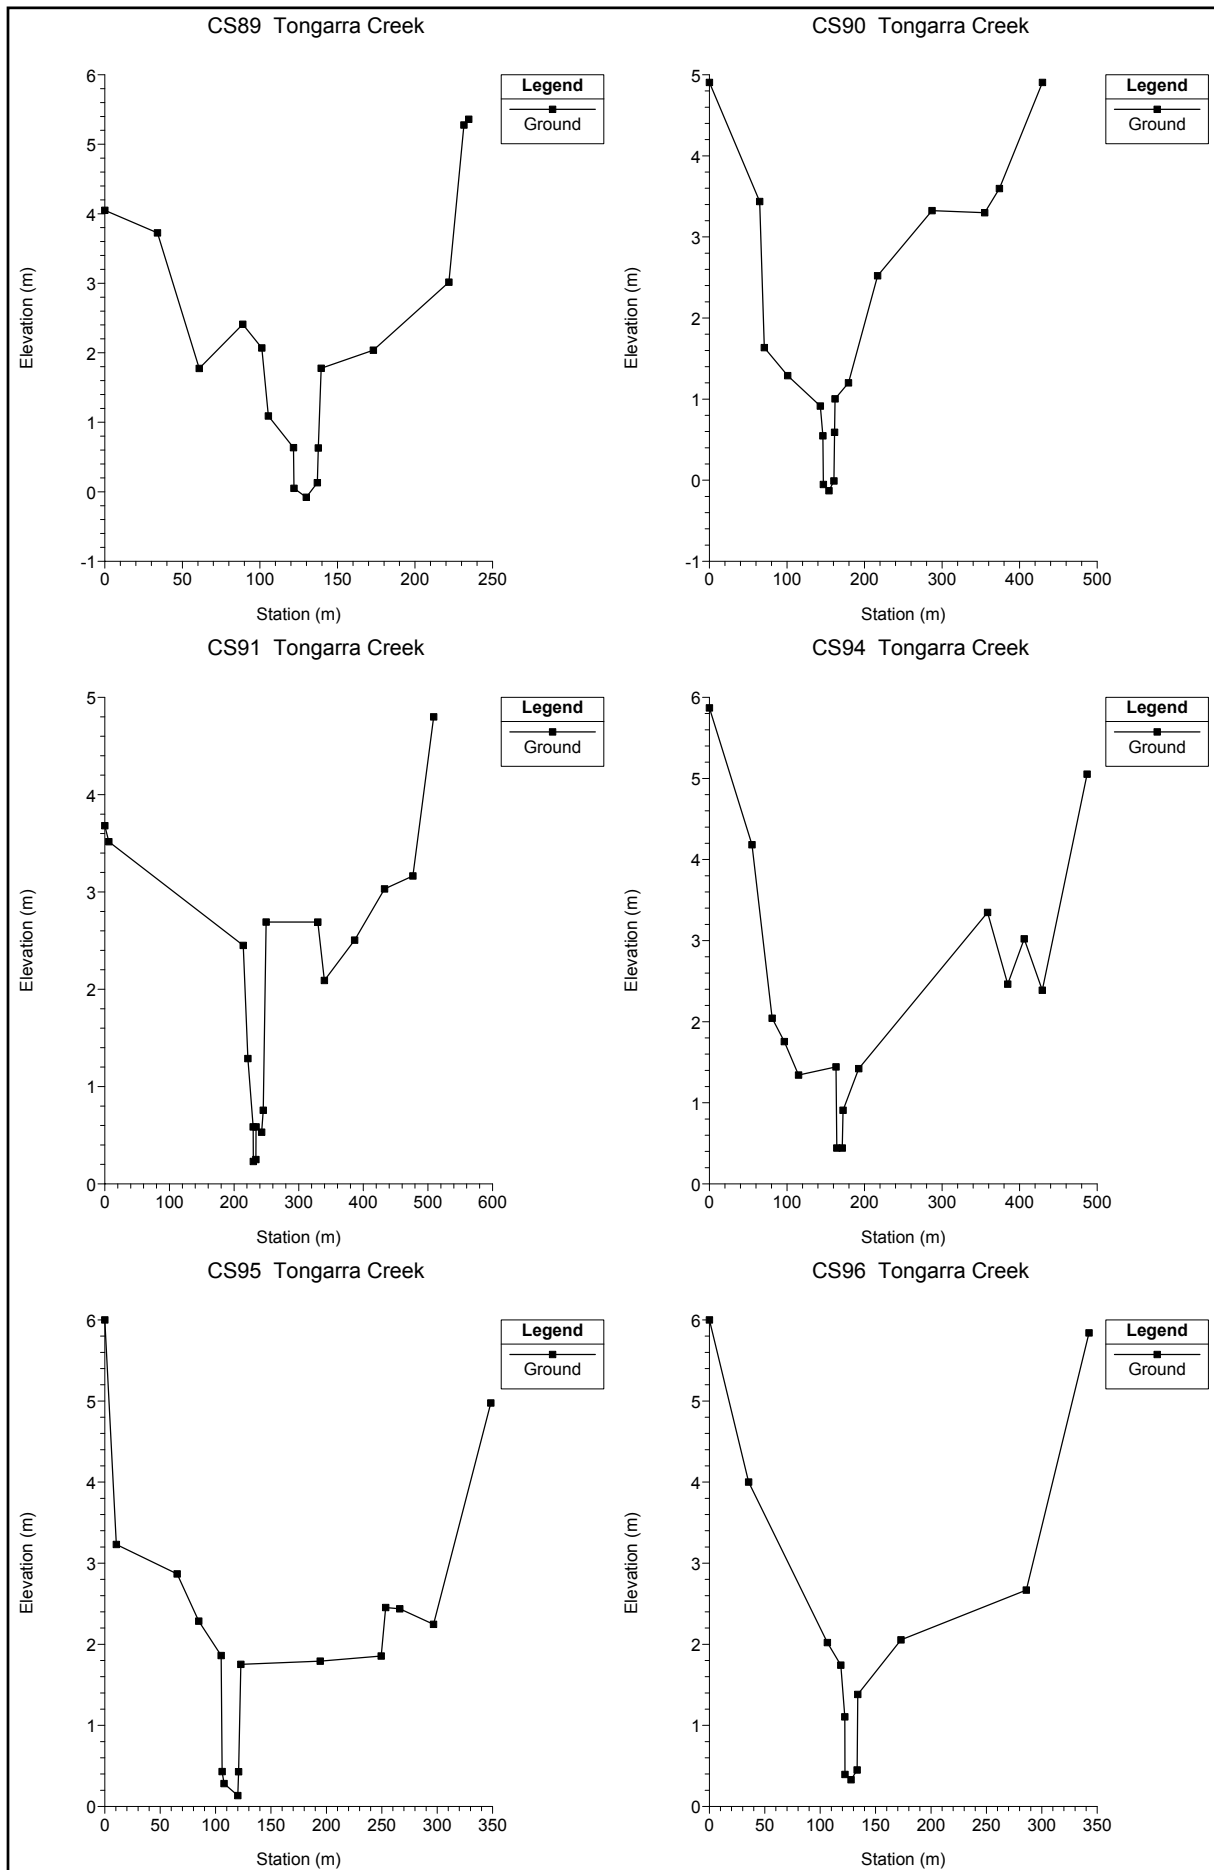 CS89 Tongarra Creek
6
5
4
3
2
1
0
-1
Elevation (m)
0 50 100 150 200 250
Station (m)
Legend
Ground
CS90 Tongarra Creek
5
4
3
2
1
0
-1
Elevation (m)
0 100 200 300 400 500
Station (m)
Legend
Ground
CS91 Tongarra Creek
5
4
3
2
1
0
Elevation (m)
0 100 200 300 400 500 600
Station (m)
Legend
Ground
CS94 Tongarra Creek
6
5
4
3
2
1
0
Elevation (m)
0 100 200 300 400 500
Station (m)
Legend
Ground
CS95 Tongarra Creek
6
5
4
3
2
1
0
Elevation (m)
0 50 100 150 200 250 300 350
Station (m)
Legend
Ground
CS96 Tongarra Creek
6
5
4
3
2
1
0
Elevation (m)
0 50 100 150 200 250 300 350
Station (m)
Legend
Ground